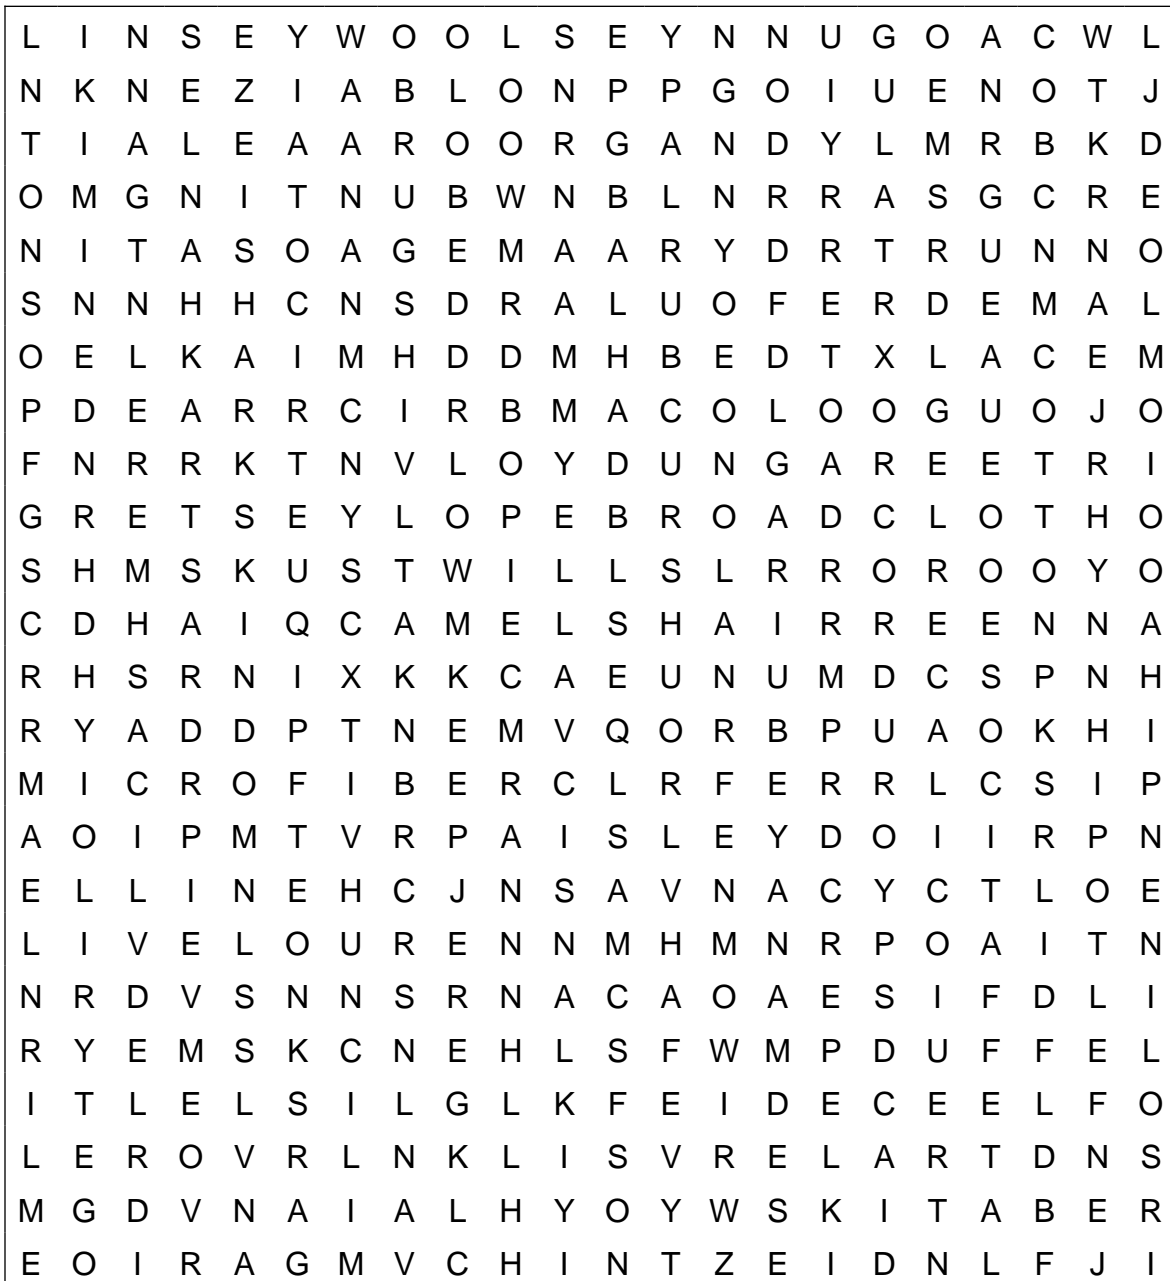 L I N S E Y W O O L S E Y N N U G O A C W L
N K N E Z I A B L O N P P G O I U E N O T J
T I A L E A A R O O R G A N D Y L M R B K D
O M G N I T N U B W N B L N R R A S G C R E
N I T A S O A G E M A A R Y D R T R U N N O
S N N H H C N S D R A L U O F E R D E M A L
O E L K A I M H D D M H B E D T X L A C E M
P D E A R R C I R B M A C O L O O G U O J O
F N R R K T N V L O Y D U N G A R E E T R I
G R E T S E Y L O P E B R O A D C L O T H O
S H M S K U S T W I L L S L R R O R O O Y O
C D H A I Q C A M E L S H A I R R E E N N A
R H S R N I X K K C A E U N U M D C S P N H
R Y A D D P T N E M V Q O R B P U A O K H I
M I C R O F I B E R C L R F E R R L C S I P
A O I P M T V R P A I S L E Y D O I I R P N
E L L I N E H C J N S A V N A C Y C T L O E
L I V E L O U R E N N M H M N R P O A I T N
N R D V S N N S R N A C A O A E S I F D L I
R Y E M S K C N E H L S F W M P D U F F E L
I T L E L S I L G L K F E I D E C E E L F O
L E R O V R L N K L I S V R E L A R T D N S
M G D V N A I A L H Y O Y W S K I T A B E R
E O I R A G M V C H I N T Z E I D N L F J I